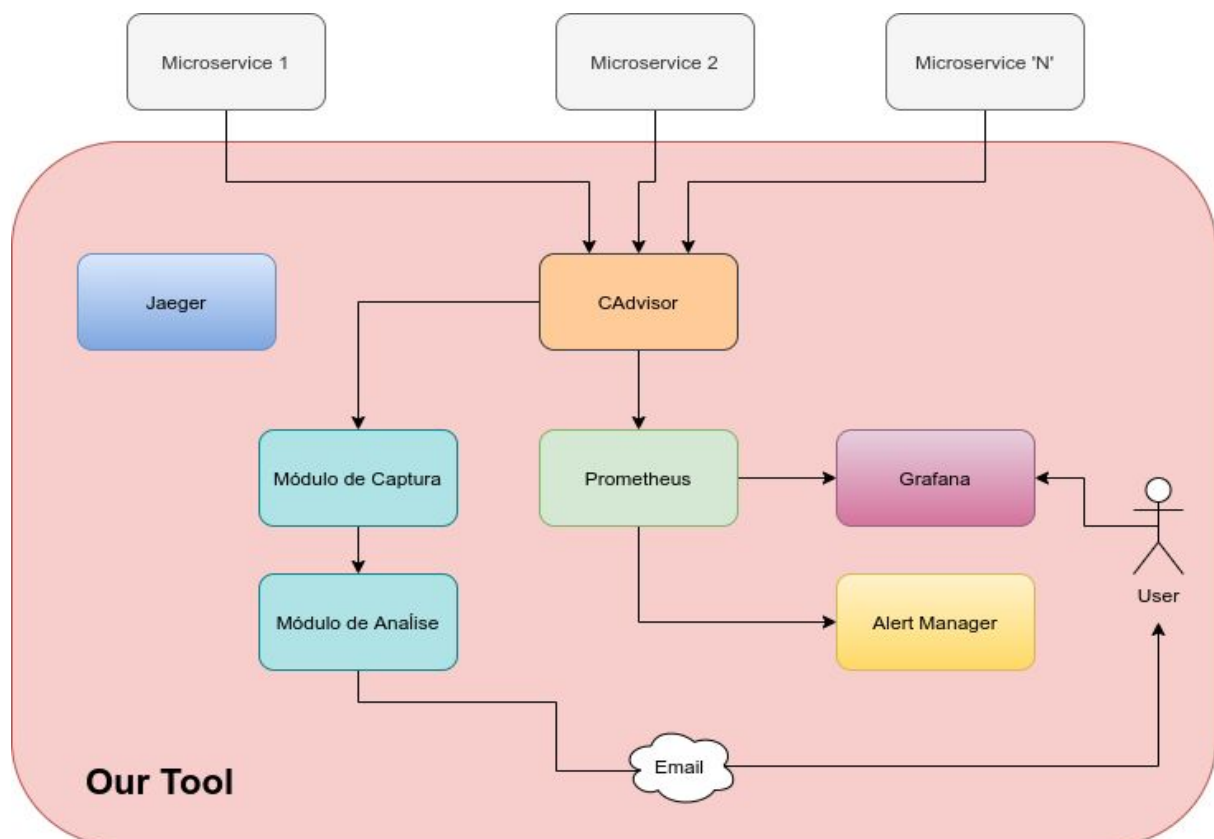 Microservice 1
Microservice 2
Microservice 'N'
Jaeger
CAdvisor
Módulo de Captura
Prometheus
Grafana
Módulo de Anaĺise
Alert Manager
User
Email
Our Tool